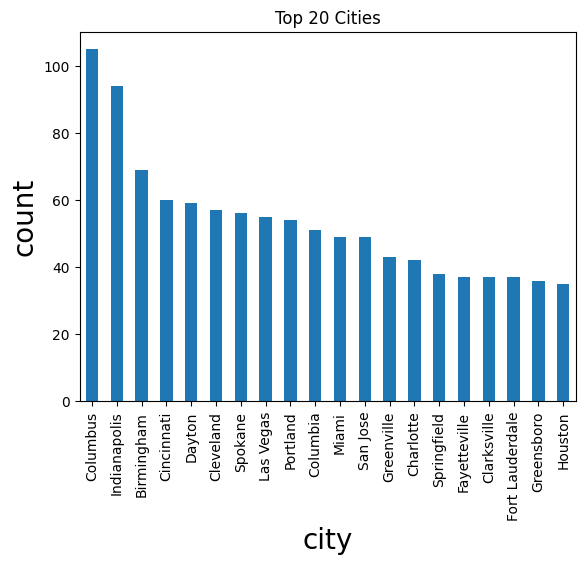 Top 20 Cities
count
100
80
60
40
20
0
Columbus
Indianapolis
Birmingham
Cincinnati
Dayton
Cleveland
Spokane
Las Vegas
Portland
Columbia
Miami
San Jose
Greenville
Charlotte
Springfield
Fayetteville
Clarksville
Fort Lauderdale
Greensboro
Houston
city